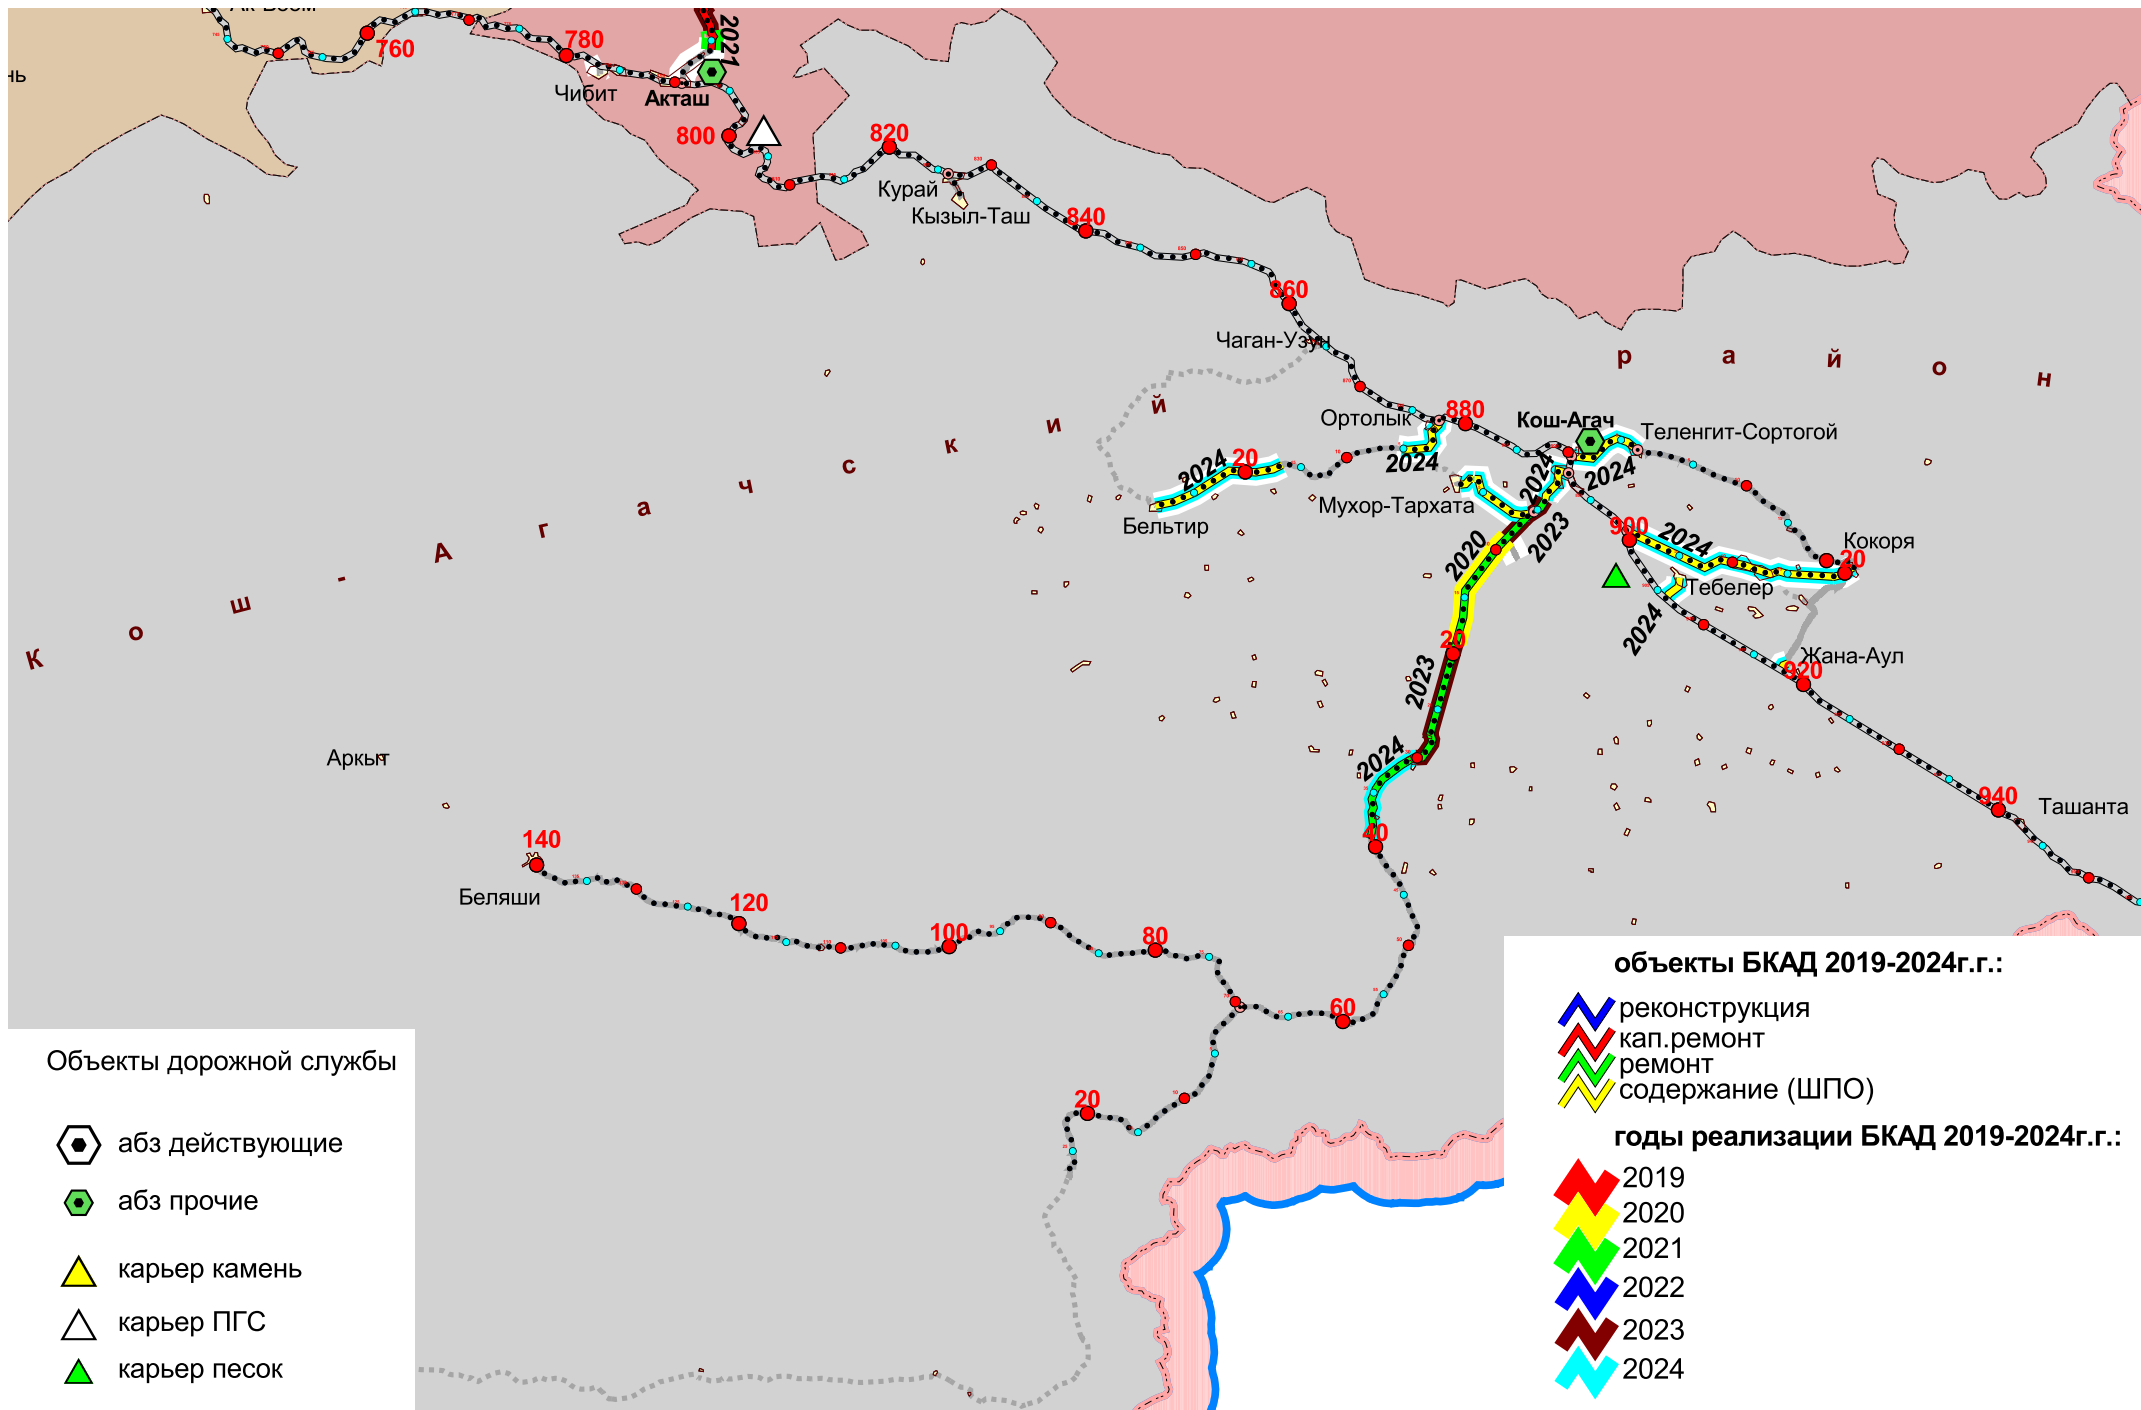 нь
760
780
Чибит
Акташ
2021
800
820
Курай
Кызыл-Таш
840
860
Чаган-Узун
Кош-Агачский район
Ортолык
880
Кош-Агач
Теленгит-Сортогой
2024
20
2024
2024
2024
Мухор-Тархата
Бельтир
2020
2023
900
2024
Кокоря
20
Тебелер
2024
20
2023
Жана-Аул
920
2024
40
940
Ташанта
Аркыт
140
Беляши
120
100
80
60
20
Объекты дорожной службы
абз действующие
абз прочие
карьер камень
карьер ПГС
карьер песок
объекты БКАД 2019-2024г.г.:
реконструкция
кап.ремонт
ремонт
содержание (ШПО)
годы реализации БКАД 2019-2024г.г.:
2019
2020
2021
2022
2023
2024